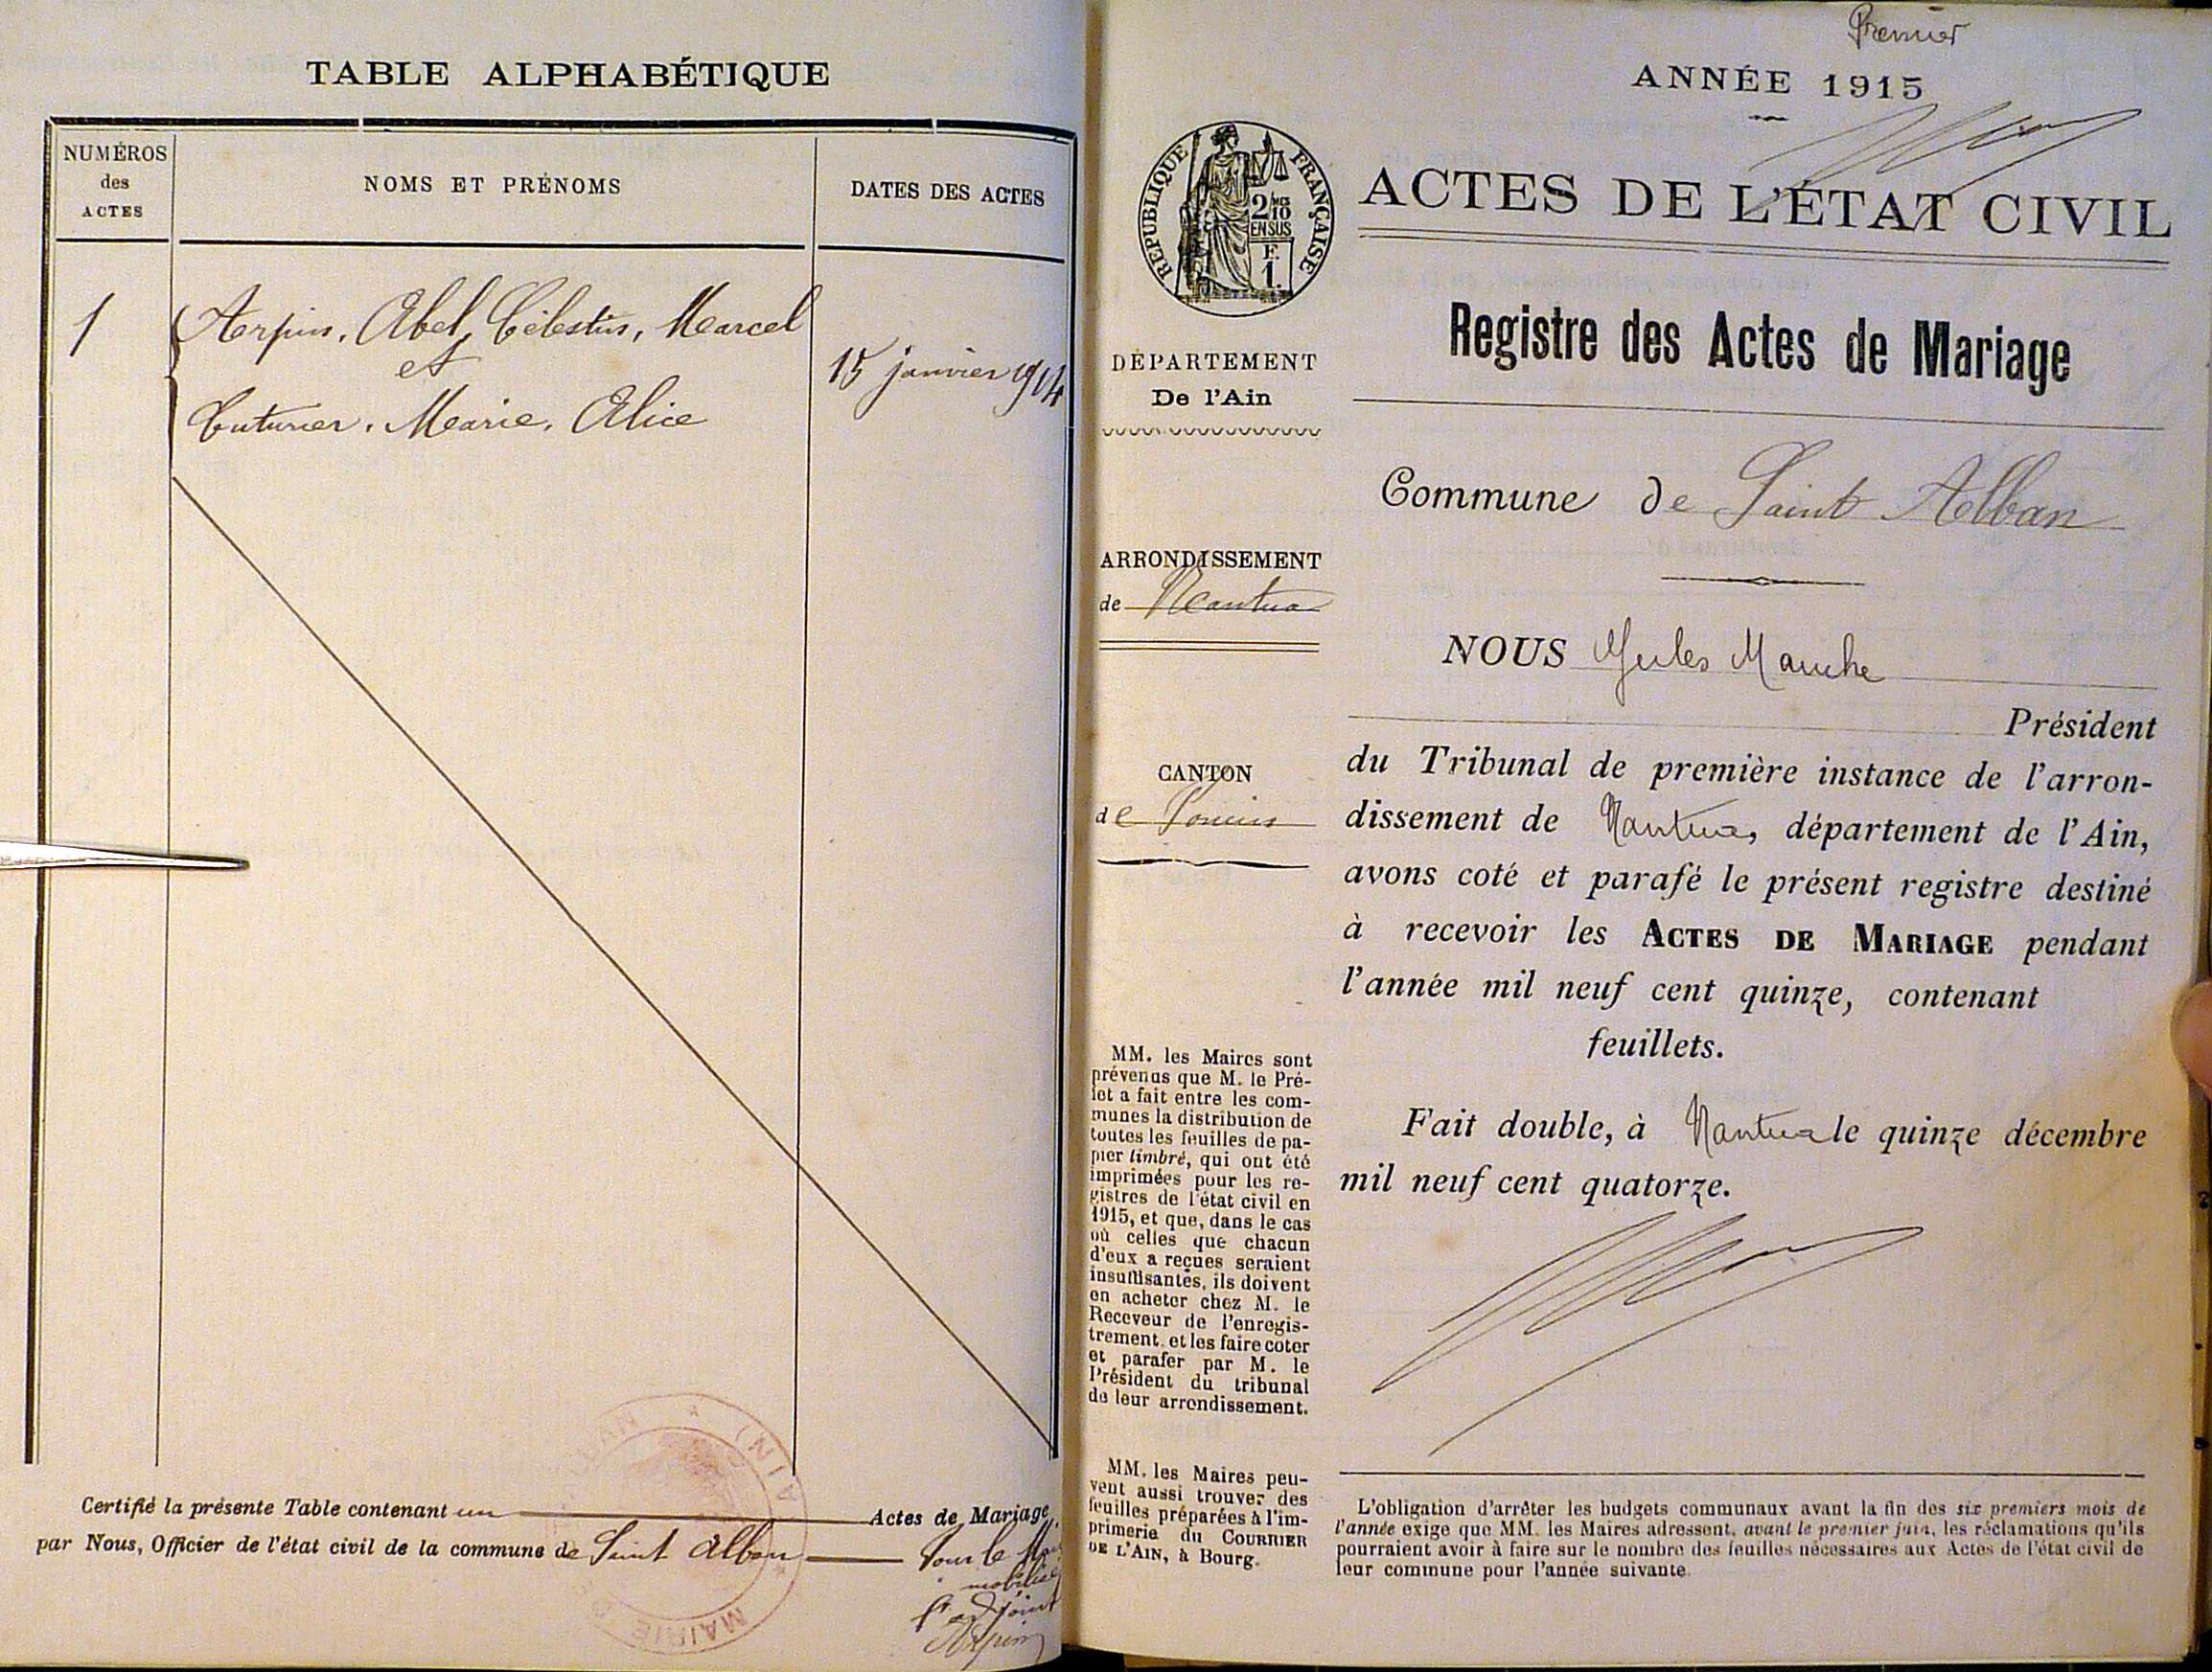 TABLE ALPHABÉTIQUE
NUMÉROS
des
ACTES
NOMS ET PRÉNOMS
DATES DES ACTES
1
Arpin, Abel, Célestin, Marcel
et
Cuturier, Marie, Alice
15 janvier 1914
Certifié la présente Table contenant un Actes de Mariage,
par Nous, Officier de l'état civil de la commune de Saint Alban
Pour le Maire
mobilisé
l'adjoint
Arpin
MAIRIE
(AIN)
Premier
ANNÉE 1915
RÉPUBLIQUE FRANÇAISE
2/10
EN SUS
F.
1.
ACTES DE L'ÉTAT CIVIL
Registre des Actes de Mariage
DÉPARTEMENT
De l'Ain
Commune de Saint Alban
ARRONDISSEMENT
de Nantua
NOUS Jules Manche
Président
CANTON
de Poncin
du Tribunal de première instance de l'arron-
dissement de Nantua, département de l'Ain,
avons coté et parafé le présent registre destiné
à recevoir les ACTES DE MARIAGE pendant
l'année mil neuf cent quinze, contenant
feuillets.
Fait double, à Nantua le quinze décembre
mil neuf cent quatorze.
MM. les Maires sont
prévenus que M. le Pré-
fet a fait entre les com-
munes la distribution de
toutes les feuilles de pa-
pier timbré, qui ont été
imprimées pour les re-
gistres de l'état civil en
1915, et que, dans le cas
où celles que chacun
d'eux a reçues seraient
insuffisantes, ils doivent
en acheter chez M. le
Receveur de l'enregis-
trement, et les faire coter
et parafer par M. le
Président du tribunal
de leur arrondissement.
MM. les Maires peu-
vent aussi trouver des
feuilles préparées à l'im-
primerie du COURRIER
DE L'AIN, à Bourg.
L'obligation d'arrêter les budgets communaux avant la fin des six premiers mois de
l'année exige que MM. les Maires adressent, avant le premier juin, les réclamations qu'ils
pourraient avoir à faire sur le nombre des feuilles nécessaires aux Actes de l'état civil de
leur commune pour l'année suivante.